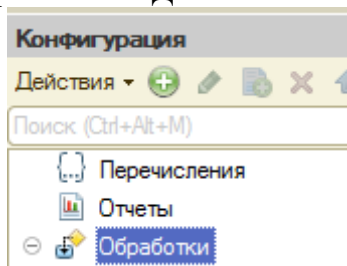 Конфигурация
Действия
Поиск (Ctrl+Alt+M)
Перечисления
Отчеты
Обработки